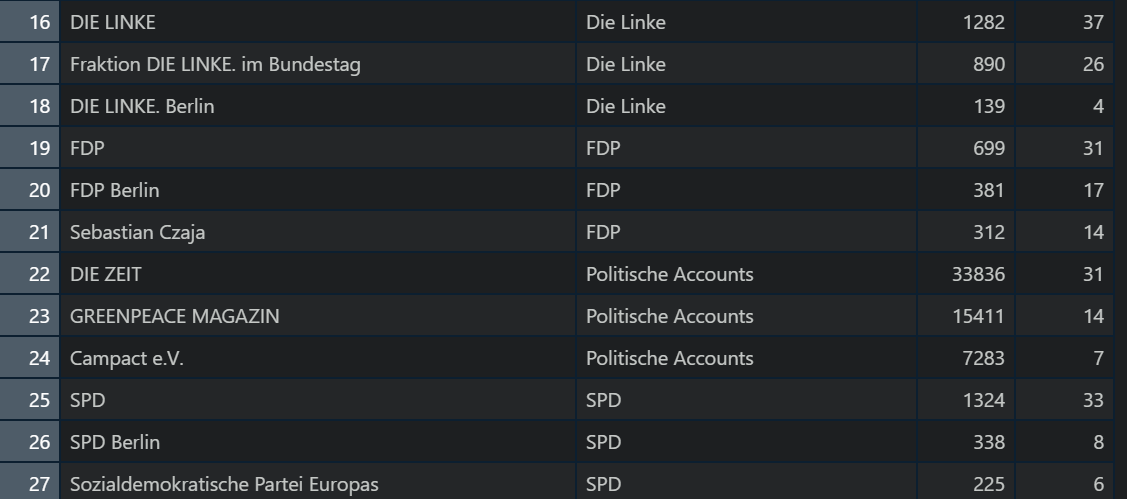 16 DIE LINKE Die Linke 1282 37
17 Fraktion DIE LINKE. im Bundestag Die Linke 890 26
18 DIE LINKE. Berlin Die Linke 139 4
19 FDP FDP 699 31
20 FDP Berlin FDP 381 17
21 Sebastian Czaja FDP 312 14
22 DIE ZEIT Politische Accounts 33836 31
23 GREENPEACE MAGAZIN Politische Accounts 15411 14
24 Campact e.V. Politische Accounts 7283 7
25 SPD SPD 1324 33
26 SPD Berlin SPD 338 8
27 Sozialdemokratische Partei Europas SPD 225 6